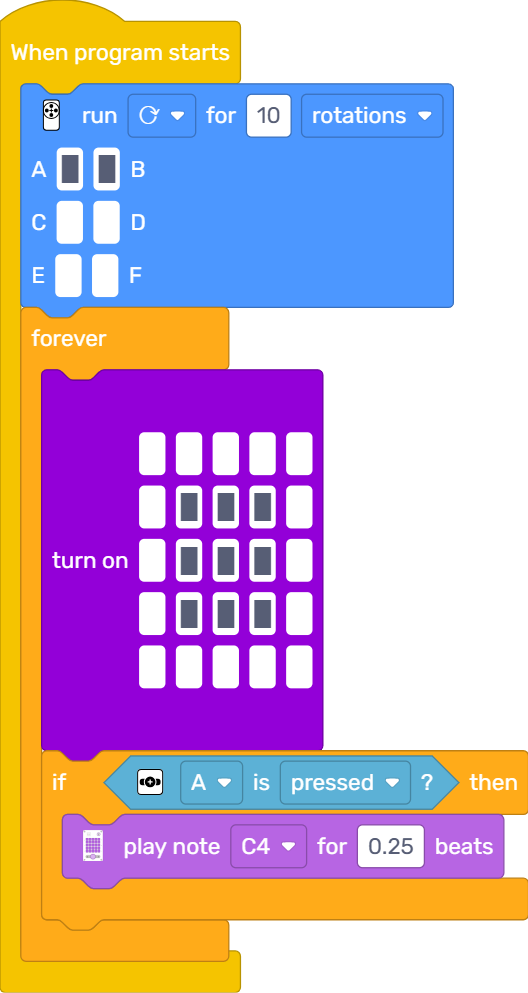 When program starts
run for 10 rotations
A B
C D
E F
forever
turn on
if A is pressed ? then
play note C4 for 0.25 beats